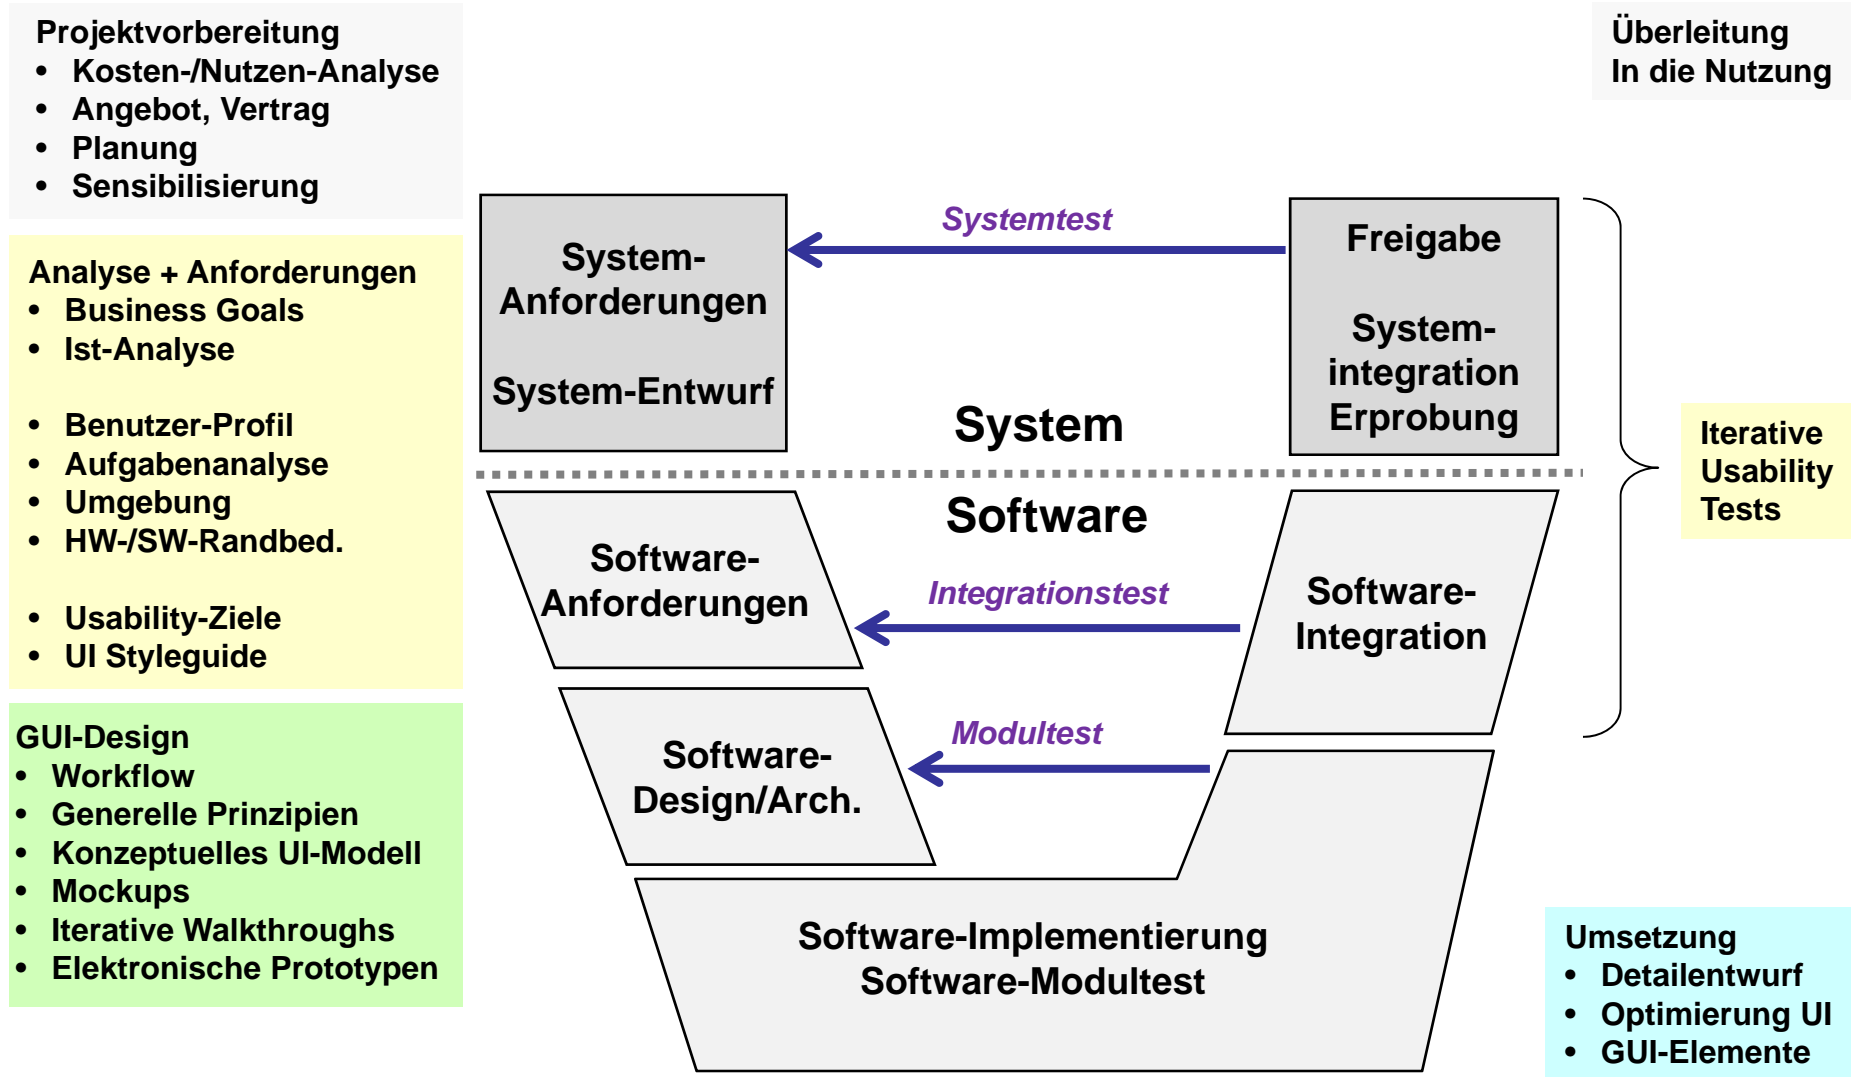 Projektvorbereitung
• Kosten-/Nutzen-Analyse
• Angebot, Vertrag
• Planung
• Sensibilisierung
Analyse + Anforderungen
• Business Goals
• Ist-Analyse
• Benutzer-Profil
• Aufgabenanalyse
• Umgebung
• HW-/SW-Randbed.
• Usability-Ziele
• UI Styleguide
GUI-Design
• Workflow
• Generelle Prinzipien
• Konzeptuelles UI-Modell
• Mockups
• Iterative Walkthroughs
• Elektronische Prototypen
System-
Anforderungen
System-Entwurf
Systemtest
System
Software
Software-
Anforderungen
Integrationstest
Software-
Design/Arch.
Modultest
Software-Implementierung
Software-Modultest
Freigabe
System-
integration
Erprobung
Software-
Integration
Überleitung
In die Nutzung
Iterative
Usability
Tests
Umsetzung
• Detailentwurf
• Optimierung UI
• GUI-Elemente